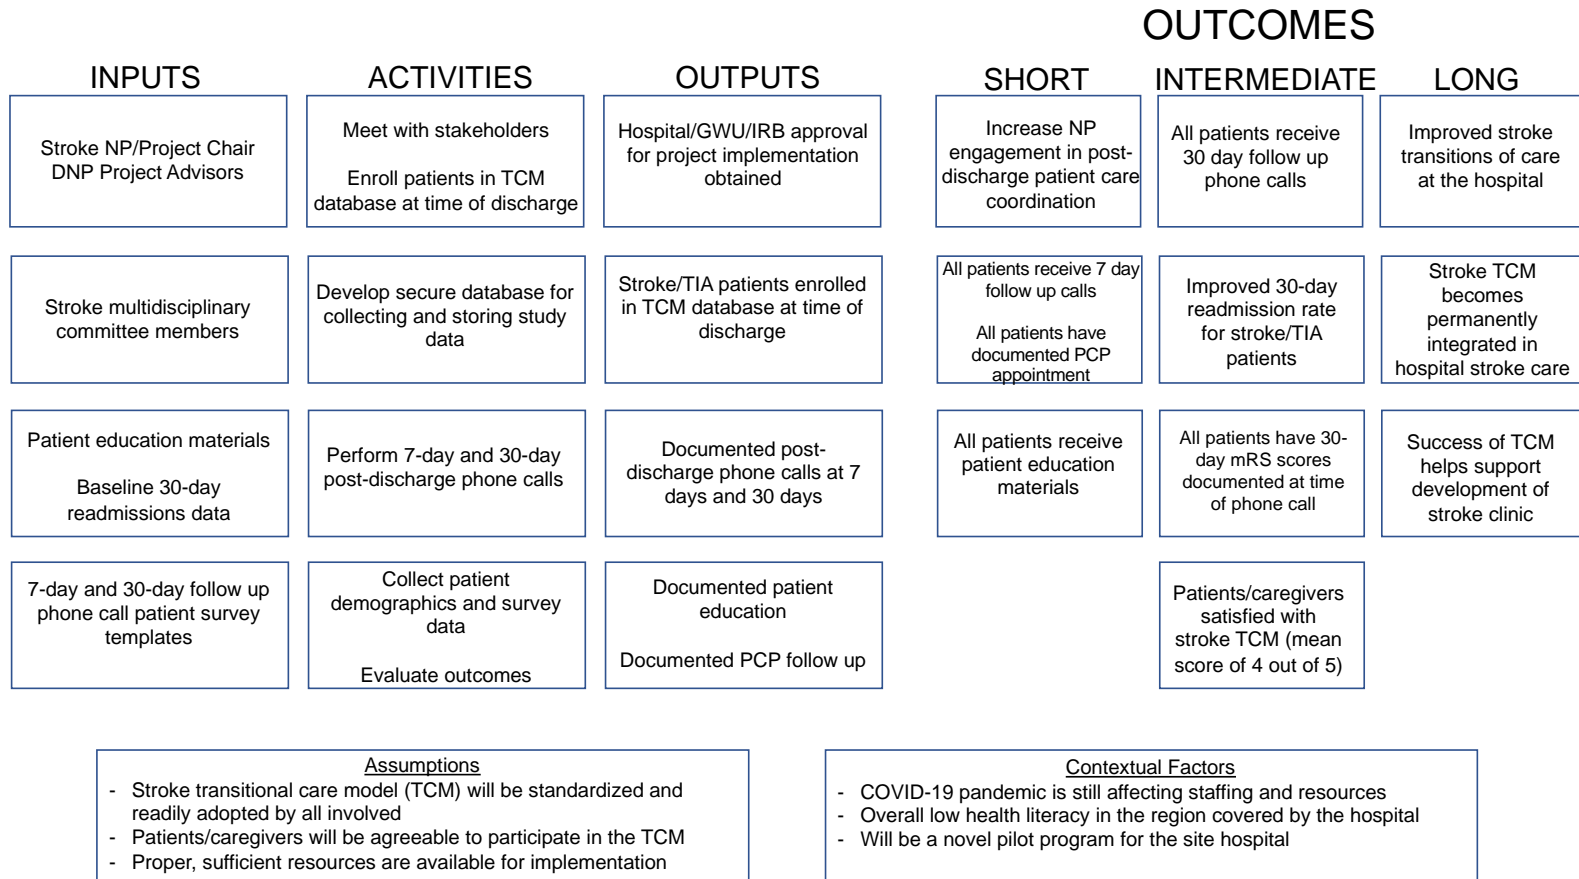 OUTCOMES
INPUTS
ACTIVITIES
OUTPUTS
SHORT
INTERMEDIATE
LONG
Stroke NP/Project Chair
DNP Project Advisors
Meet with stakeholders
Enroll patients in TCM
database at time of discharge
Hospital/GWU/IRB approval
for project implementation
obtained
Increase NP
engagement in post-
discharge patient care
coordination
All patients receive
30 day follow up
phone calls
Improved stroke
transitions of care
at the hospital
Stroke multidisciplinary
committee members
Develop secure database for
collecting and storing study
data
Stroke/TIA patients enrolled
in TCM database at time of
discharge
All patients receive 7 day
follow up calls
All patients have
documented PCP
appointment
Improved 30-day
readmission rate
for stroke/TIA
patients
Stroke TCM
becomes
permanently
integrated in
hospital stroke care
Patient education materials
Baseline 30-day
readmissions data
Perform 7-day and 30-day
post-discharge phone calls
Documented post-
discharge phone calls at 7
days and 30 days
All patients receive
patient education
materials
All patients have 30-
day mRS scores
documented at time
of phone call
Success of TCM
helps support
development of
stroke clinic
7-day and 30-day follow up
phone call patient survey
templates
Collect patient
demographics and survey
data
Evaluate outcomes
Documented patient
education
Documented PCP follow up
Patients/caregivers
satisfied with
stroke TCM (mean
score of 4 out of 5)
Assumptions
- Stroke transitional care model (TCM) will be standardized and
readily adopted by all involved
- Patients/caregivers will be agreeable to participate in the TCM
- Proper, sufficient resources are available for implementation
Contextual Factors
- COVID-19 pandemic is still affecting staffing and resources
- Overall low health literacy in the region covered by the hospital
- Will be a novel pilot program for the site hospital